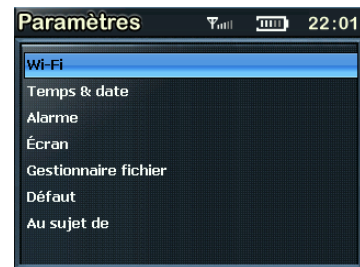 Paramètres 22:01
Wi-Fi
Temps & date
Alarme
Écran
Gestionnaire fichier
Défaut
Au sujet de